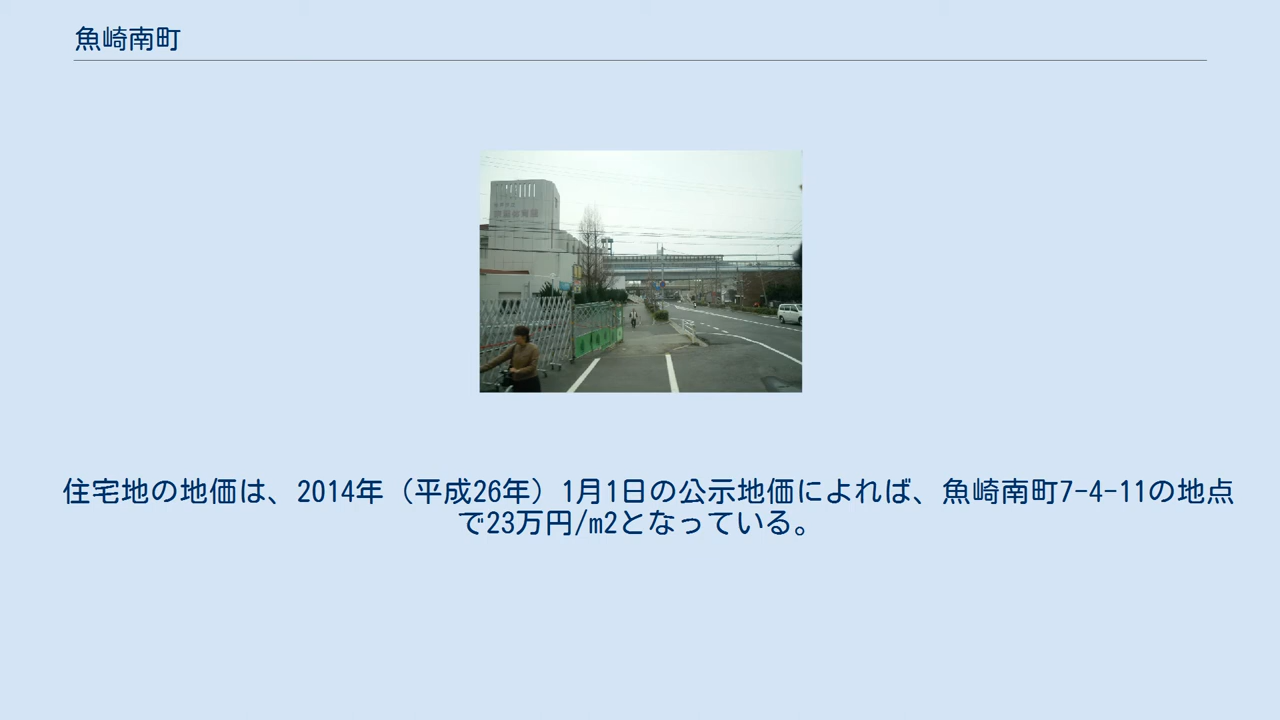 魚崎南町
住宅地の地価は、2014年（平成26年）1月1日の公示地価によれば、魚崎南町7-4-11の地点
で23万円/m2となっている。